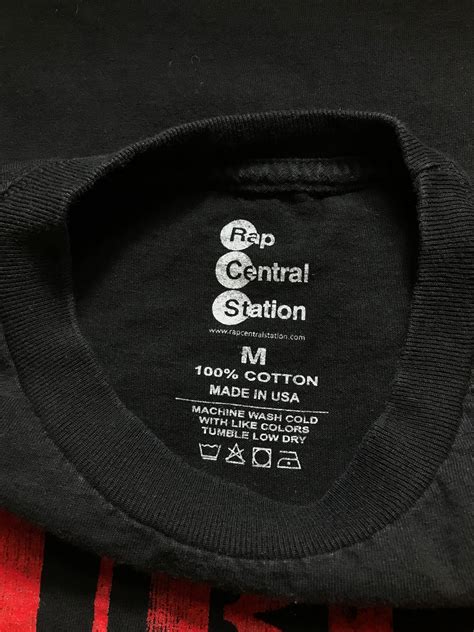 Rap
Central
Station
www.rapcentralstation.com
M
100% COTTON
MADE IN USA
MACHINE WASH COLD
WITH LIKE COLORS
TUMBLE LOW DRY